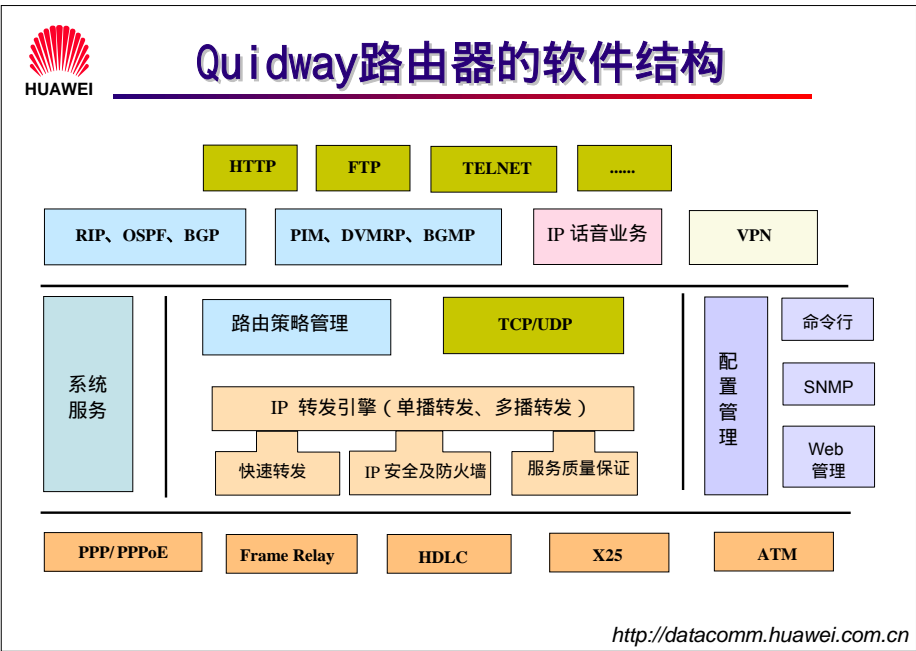 HUAWEI
Quidway路由器的软件结构
HTTP
FTP
TELNET
......
RIP、OSPF、BGP
PIM、DVMRP、BGMP
IP 话音业务
VPN
系统
服务
路由策略管理
TCP/UDP
IP 转发引擎（单播转发、多播转发）
快速转发
IP 安全及防火墙
服务质量保证
配
置
管
理
命令行
SNMP
Web
管理
PPP/ PPPoE
Frame Relay
HDLC
X25
ATM
http://datacomm.huawei.com.cn